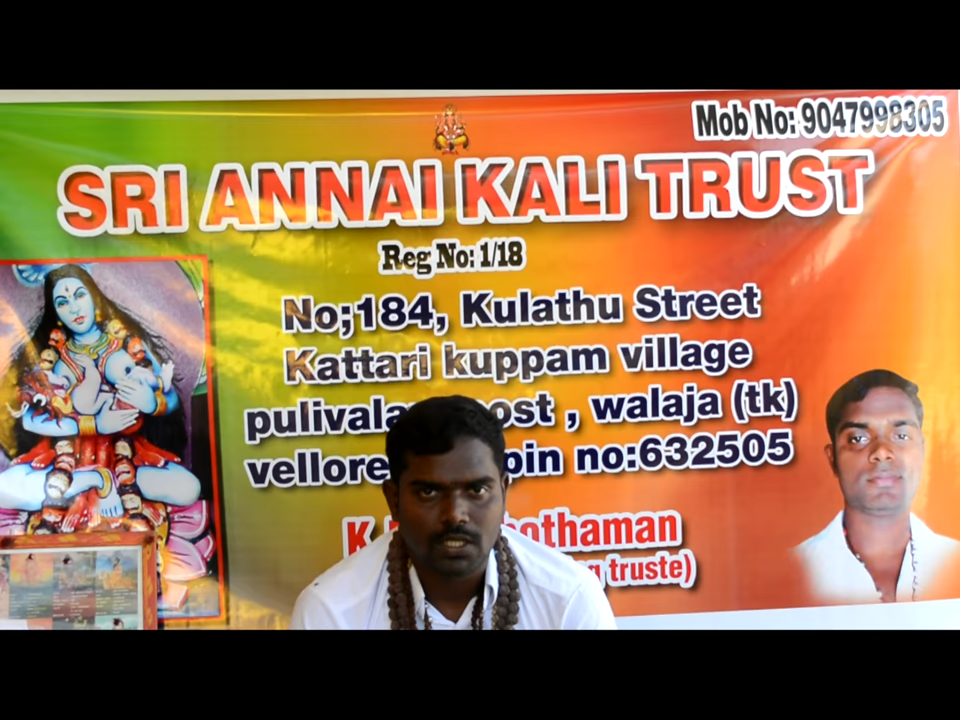 Mob No: 9047998305
SRI ANNAI KALI TRUST
Reg No: 1/18
No;184, Kulathu Street
Kattari kuppam village
post , walaja (tk)
vellore pin no:632505
K
truste)